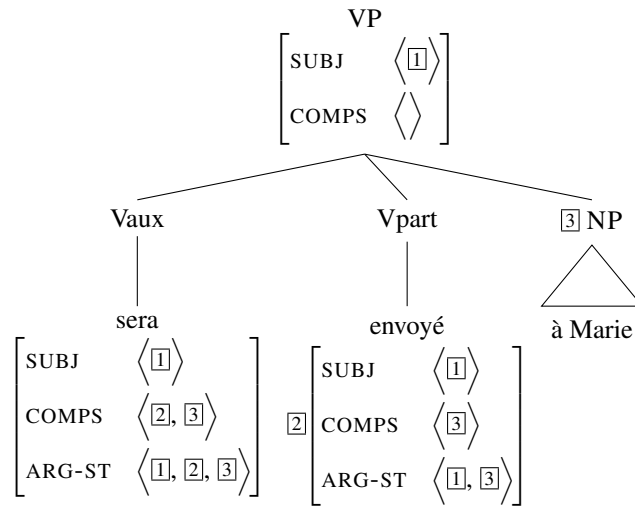 VP
SUBJ ⟨ 1 ⟩
COMPS ⟨ ⟩
Vaux Vpart 3 NP
sera envoyé à Marie
SUBJ ⟨ 1 ⟩ SUBJ ⟨ 1 ⟩
COMPS ⟨ 2, 3 ⟩ 2 COMPS ⟨ 3 ⟩
ARG-ST ⟨ 1, 2, 3 ⟩ ARG-ST ⟨ 1, 3 ⟩